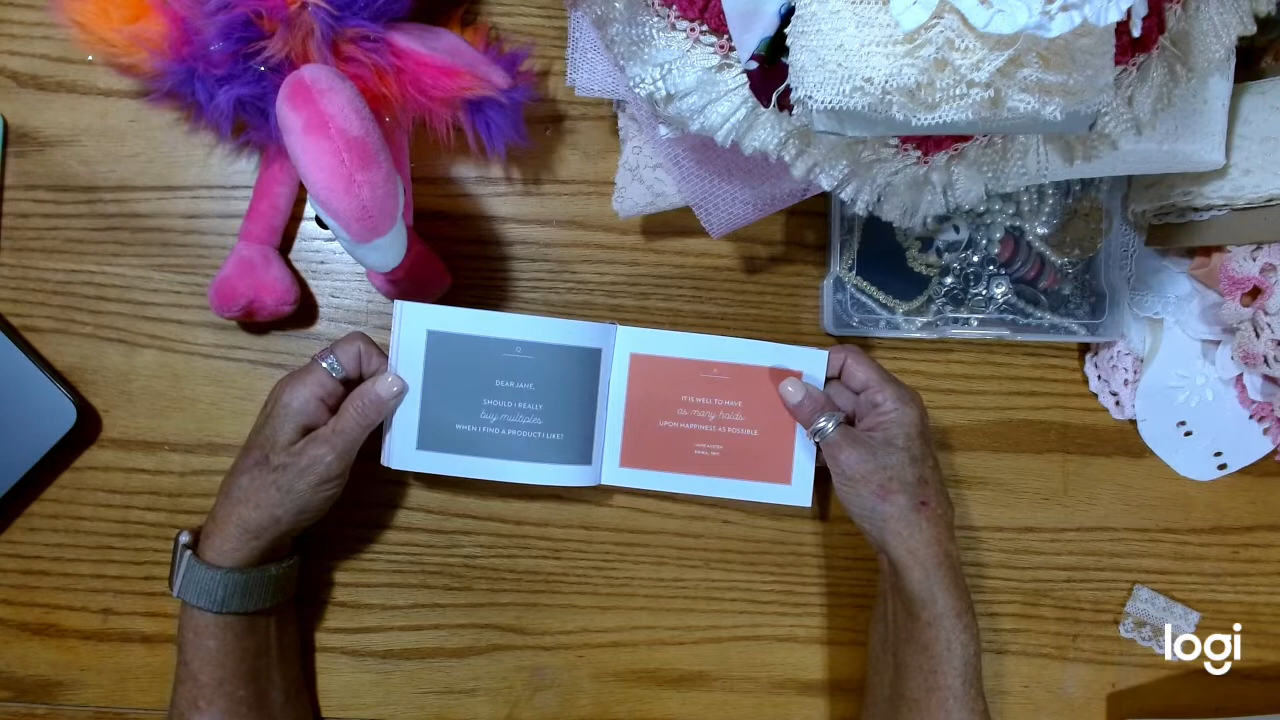 Q
DEAR JANE,
SHOULD I REALLY
buy multiples
WHEN I FIND A PRODUCT I LIKE?
A
IT IS WELL TO HAVE
as many holds
UPON HAPPINESS AS POSSIBLE.
—JANE AUSTEN
logi